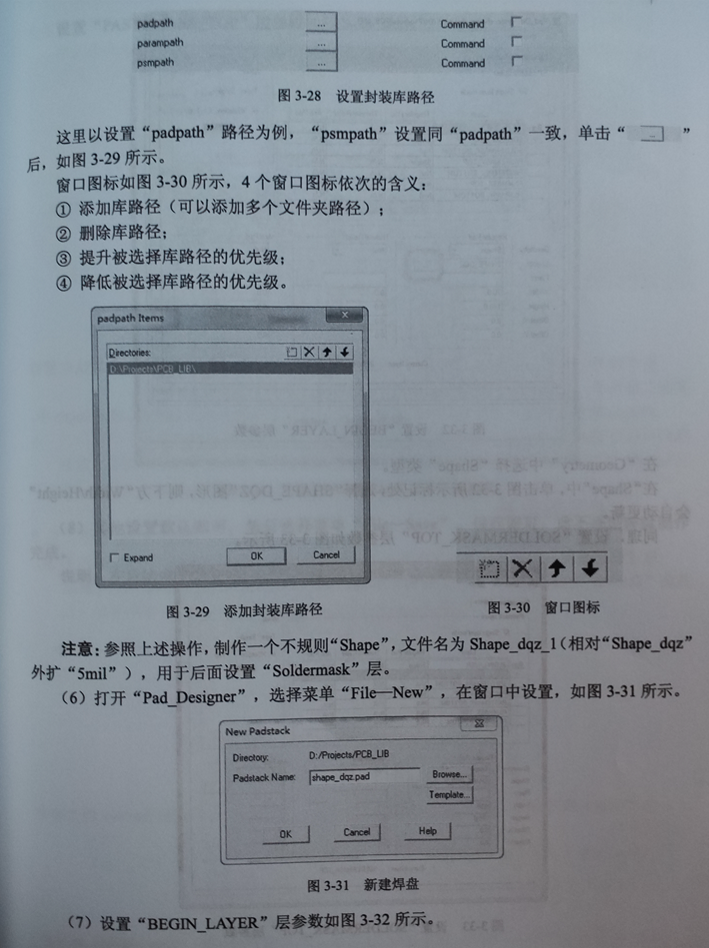 padpath ... Command
parampath ... Command
psmpath ... Command
图 3-28 设置封装库路径
这里以设置“padpath”路径为例，“psmpath”设置同“padpath”一致，单击“ ... ”
后，如图 3-29 所示。
窗口图标如图 3-30 所示，4 个窗口图标依次的含义：
① 添加库路径（可以添加多个文件夹路径）；
② 删除库路径；
③ 提升被选择库路径的优先级；
④ 降低被选择库路径的优先级。
padpath Items
Directories:
D:\Projects\PCB_LIB\
Expand OK Cancel
图 3-29 添加封装库路径
图 3-30 窗口图标
注意：参照上述操作，制作一个不规则“Shape”，文件名为 Shape_dqz_1（相对“Shape_dqz”
外扩“5mil”），用于后面设置“Soldermask”层。
（6）打开“Pad_Designer”，选择菜单“File—New”，在窗口中设置，如图 3-31 所示。
New Padstack
Directory: D:/Projects/PCB_LIB
Padstack Name: shape_dqz.pad Browse...
Template...
OK Cancel Help
图 3-31 新建焊盘
（7）设置“BEGIN_LAYER”层参数如图 3-32 所示。